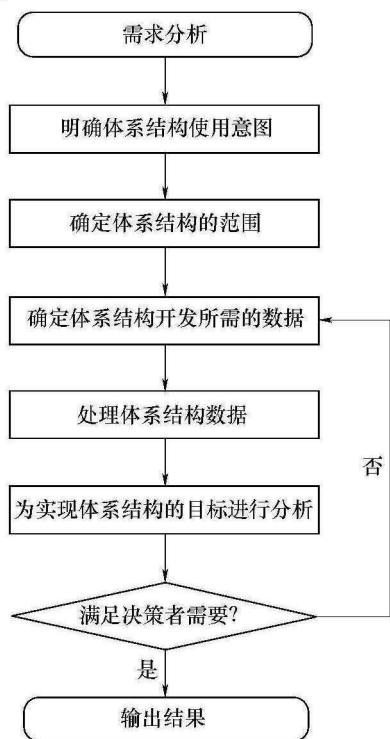 需求分析
明确体系结构使用意图
确定体系结构的范围
确定体系结构开发所需的数据
处理体系结构数据
否
为实现体系结构的目标进行分析
满足决策者需要?
是
输出结果